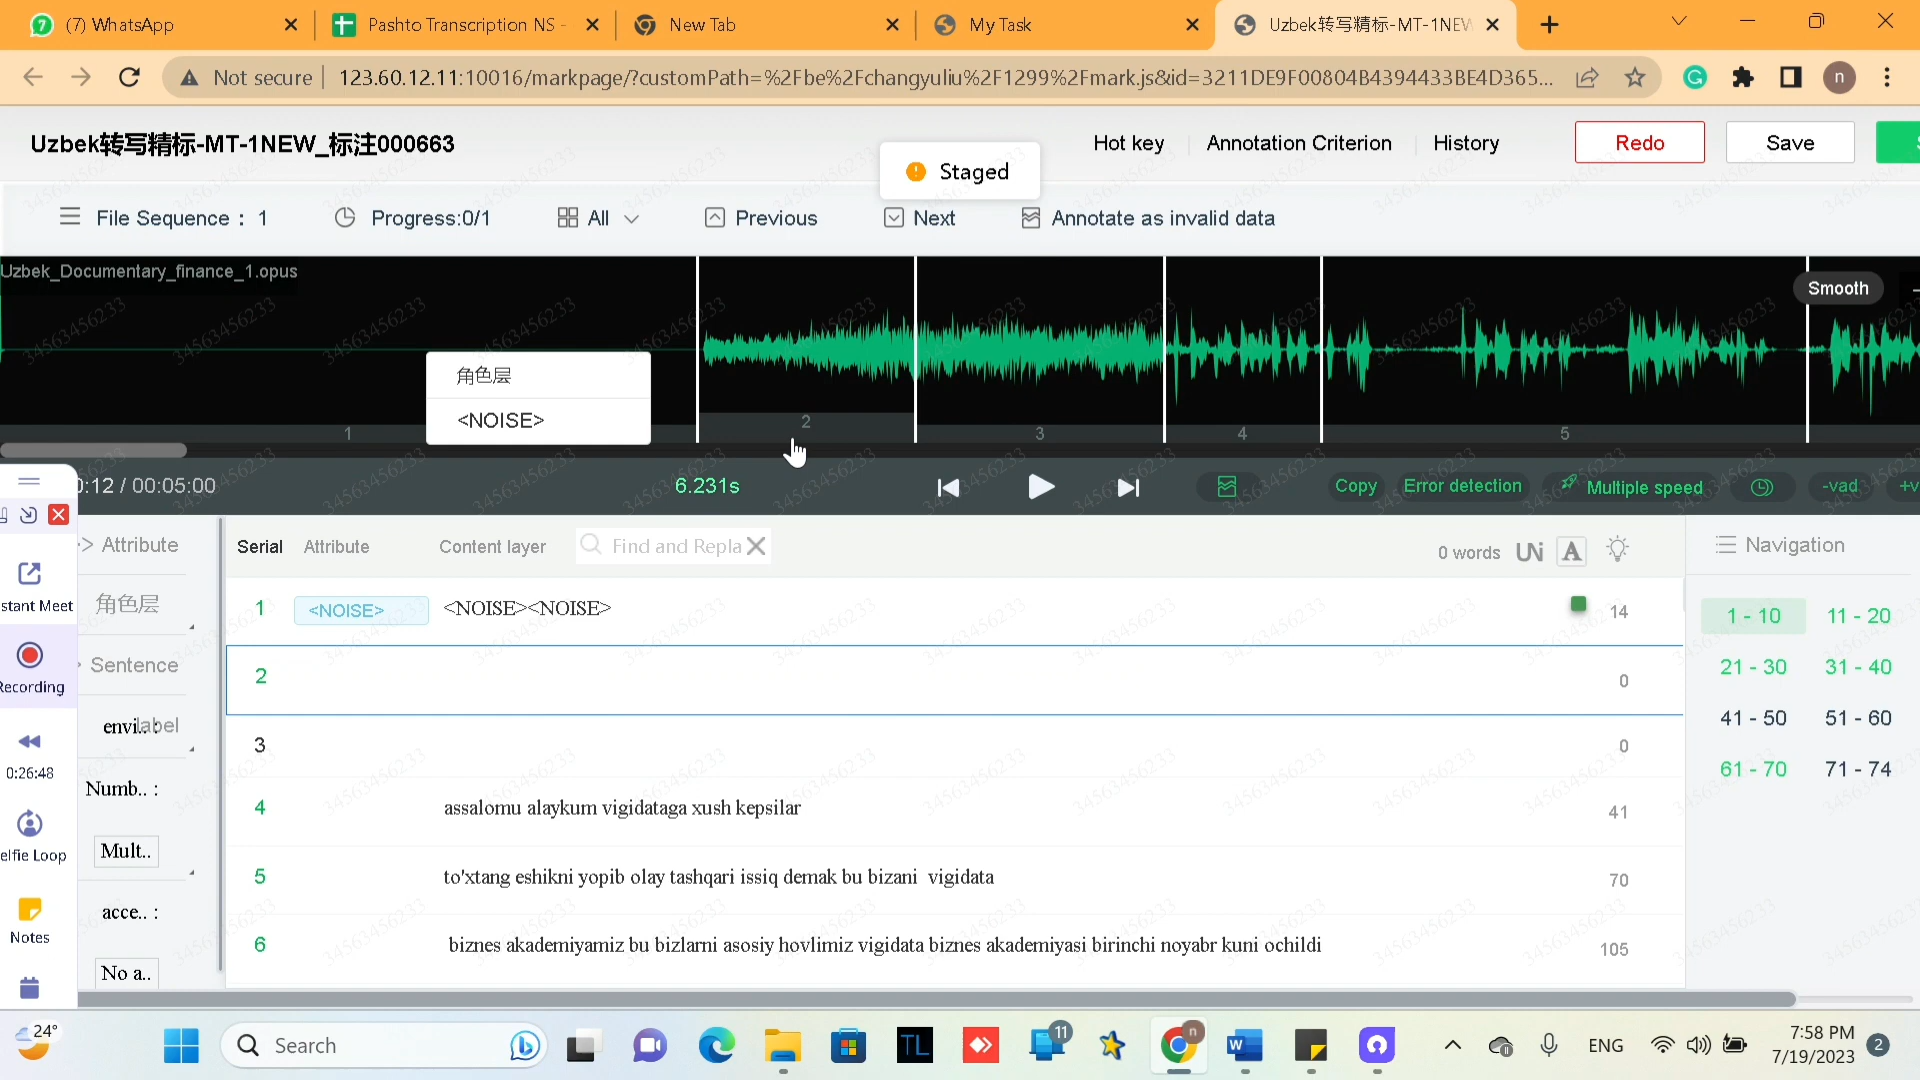 (7) WhatsApp
Pashto Transcription NS -
New Tab
My Task
Uzbek转写精标-MT-1NEW
Not secure
123.60.12.11:10016/markpage/?customPath=%2Fbe%2Fchangyuliu%2F1299%2Fmark.js&id=3211DE9F00804B4394433BE4D365...
n
Uzbek转写精标-MT-1NEW_标注000663
Staged
Hot key
Annotation Criterion
History
Redo
Save
File Sequence : 1
Progress:0/1
All
Previous
Next
Annotate as invalid data
Uzbek_Documentary_finance_1.opus
Smooth
角色层
<NOISE>
1
2
3
4
5
0:12 / 00:05:00
6.231s
Copy
Error detection
Multiple speed
-vad
+v
Attribute
角色层
Sentence
label
envi.. :
Numb.. :
Mult..
acce.. :
No a..
Serial
Attribute
Content layer
Find and Repla
0 words
UNi
A
1 <NOISE> <NOISE><NOISE> 14
2 0
3 0
4 assalomu alaykum vigidataga xush kepsilar 41
5 to'xtang eshikni yopib olay tashqari issiq demak bu bizani  vigidata 70
6 biznes akademiyamiz bu bizlarni asosiy hovlimiz vigidata biznes akademiyasi birinchi noyabr kuni ochildi 105
Navigation
1 - 10 11 - 20
21 - 30 31 - 40
41 - 50 51 - 60
61 - 70 71 - 74
stant Meet
Recording
0:26:48
elfie Loop
Notes
24°
Search
TL
11
n
W
ENG
7:58 PM
7/19/2023
2
34563456233